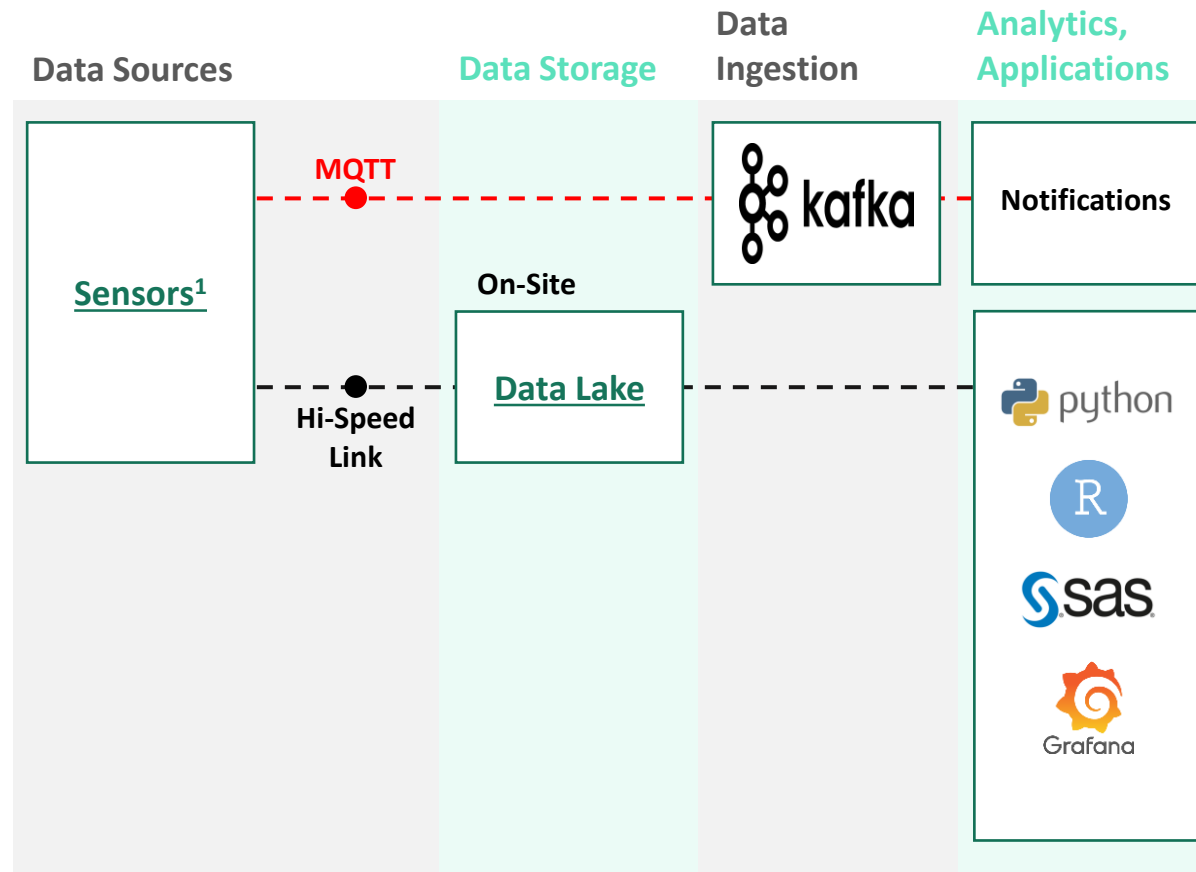 Data Sources
Data Storage
Data
Ingestion
Analytics,
Applications
MQTT
kafka
Notifications
Sensors¹
On-Site
Data Lake
Hi-Speed
Link
python
R
sas
Grafana